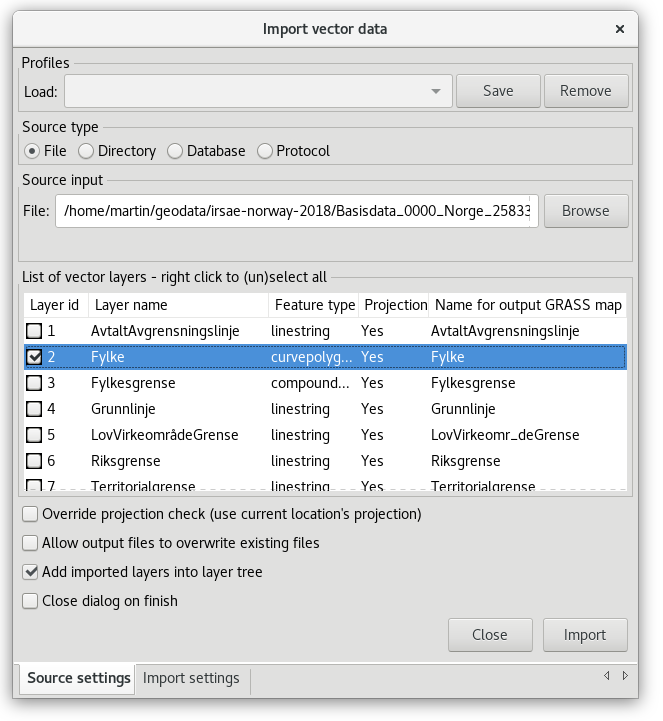 Import vector data
Profiles
Load: Save Remove
Source type
File Directory Database Protocol
Source input
File: /home/martin/geodata/irsae-norway-2018/Basisdata_0000_Norge_25833 Browse
List of vector layers - right click to (un)select all
Layer id Layer name Feature type Projection Name for output GRASS map
1 AvtaltAvgrensningslinje linestring Yes AvtaltAvgrensningslinje
2 Fylke curvepolyg... Yes Fylke
3 Fylkesgrense compound... Yes Fylkesgrense
4 Grunnlinje linestring Yes Grunnlinje
5 LovVirkeområdeGrense linestring Yes LovVirkeomr_deGrense
6 Riksgrense linestring Yes Riksgrense
7 Territorialgrense linestring Yes Territorialgrense
Override projection check (use current location's projection)
Allow output files to overwrite existing files
Add imported layers into layer tree
Close dialog on finish
Close Import
Source settings Import settings